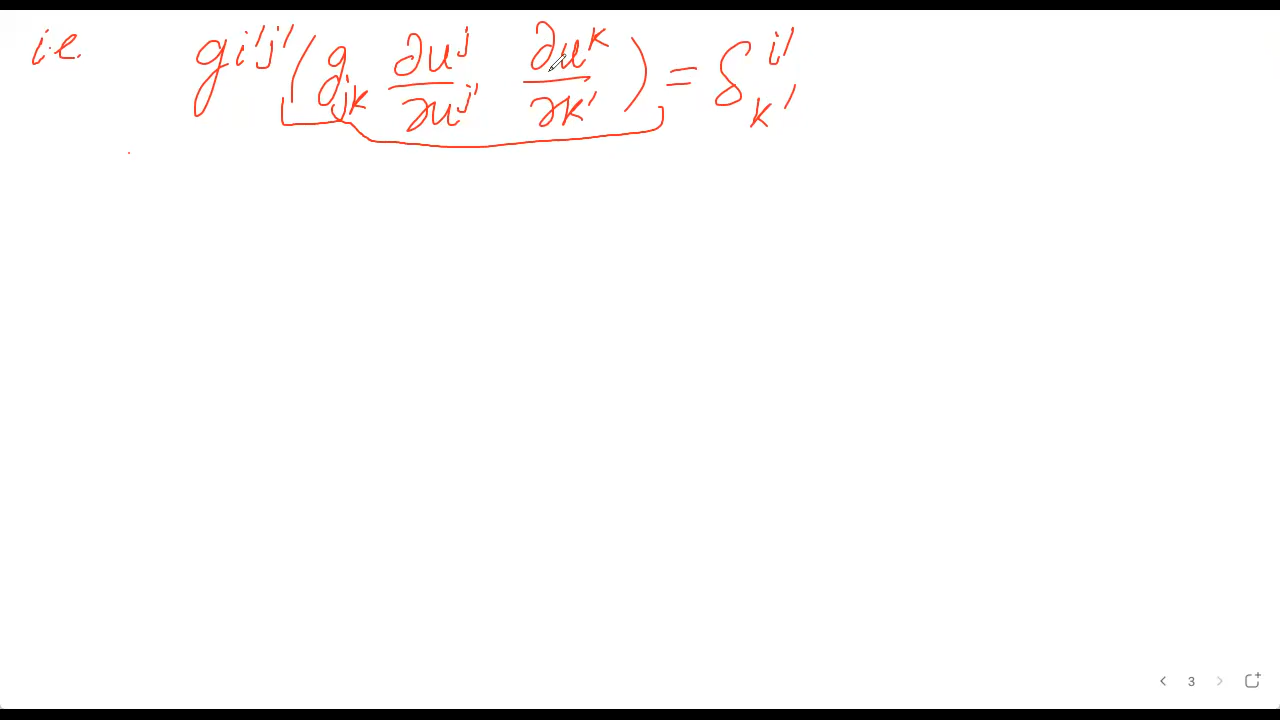 i.e. g^{i'j'} (g_{jk} ∂u^j/∂u^{j'} ∂u^k/∂k') = δ^{i'}_{k'}
3